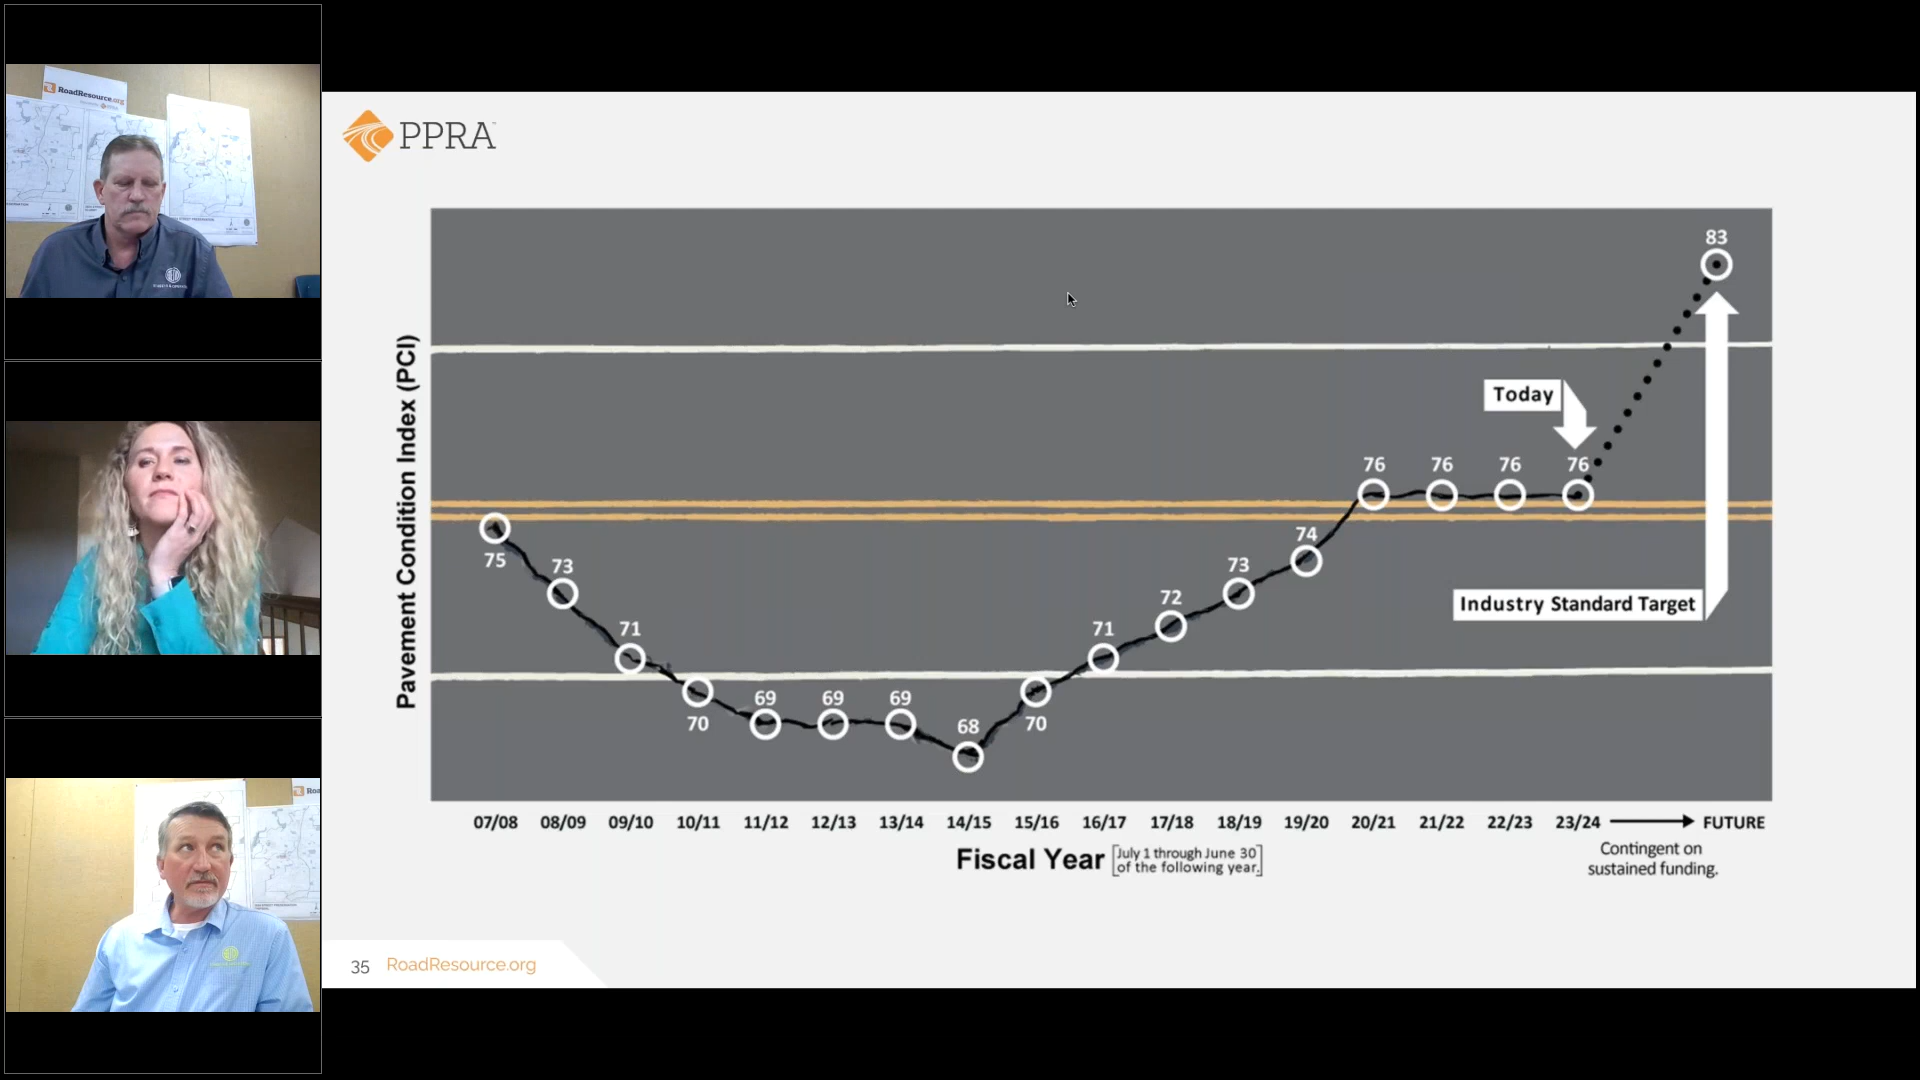 RoadResource.org
PPRA
Pavement Condition Index (PCI)
83
Today
76 76 76 76
75 73 71 70 69 69 69 68 70 71 72 73 74
Industry Standard Target
07/08 08/09 09/10 10/11 11/12 12/13 13/14 14/15 15/16 16/17 17/18 18/19 19/20 20/21 21/22 22/23 23/24 FUTURE
Contingent on
sustained funding.
Fiscal Year [July 1 through June 30
of the following year.]
35 RoadResource.org